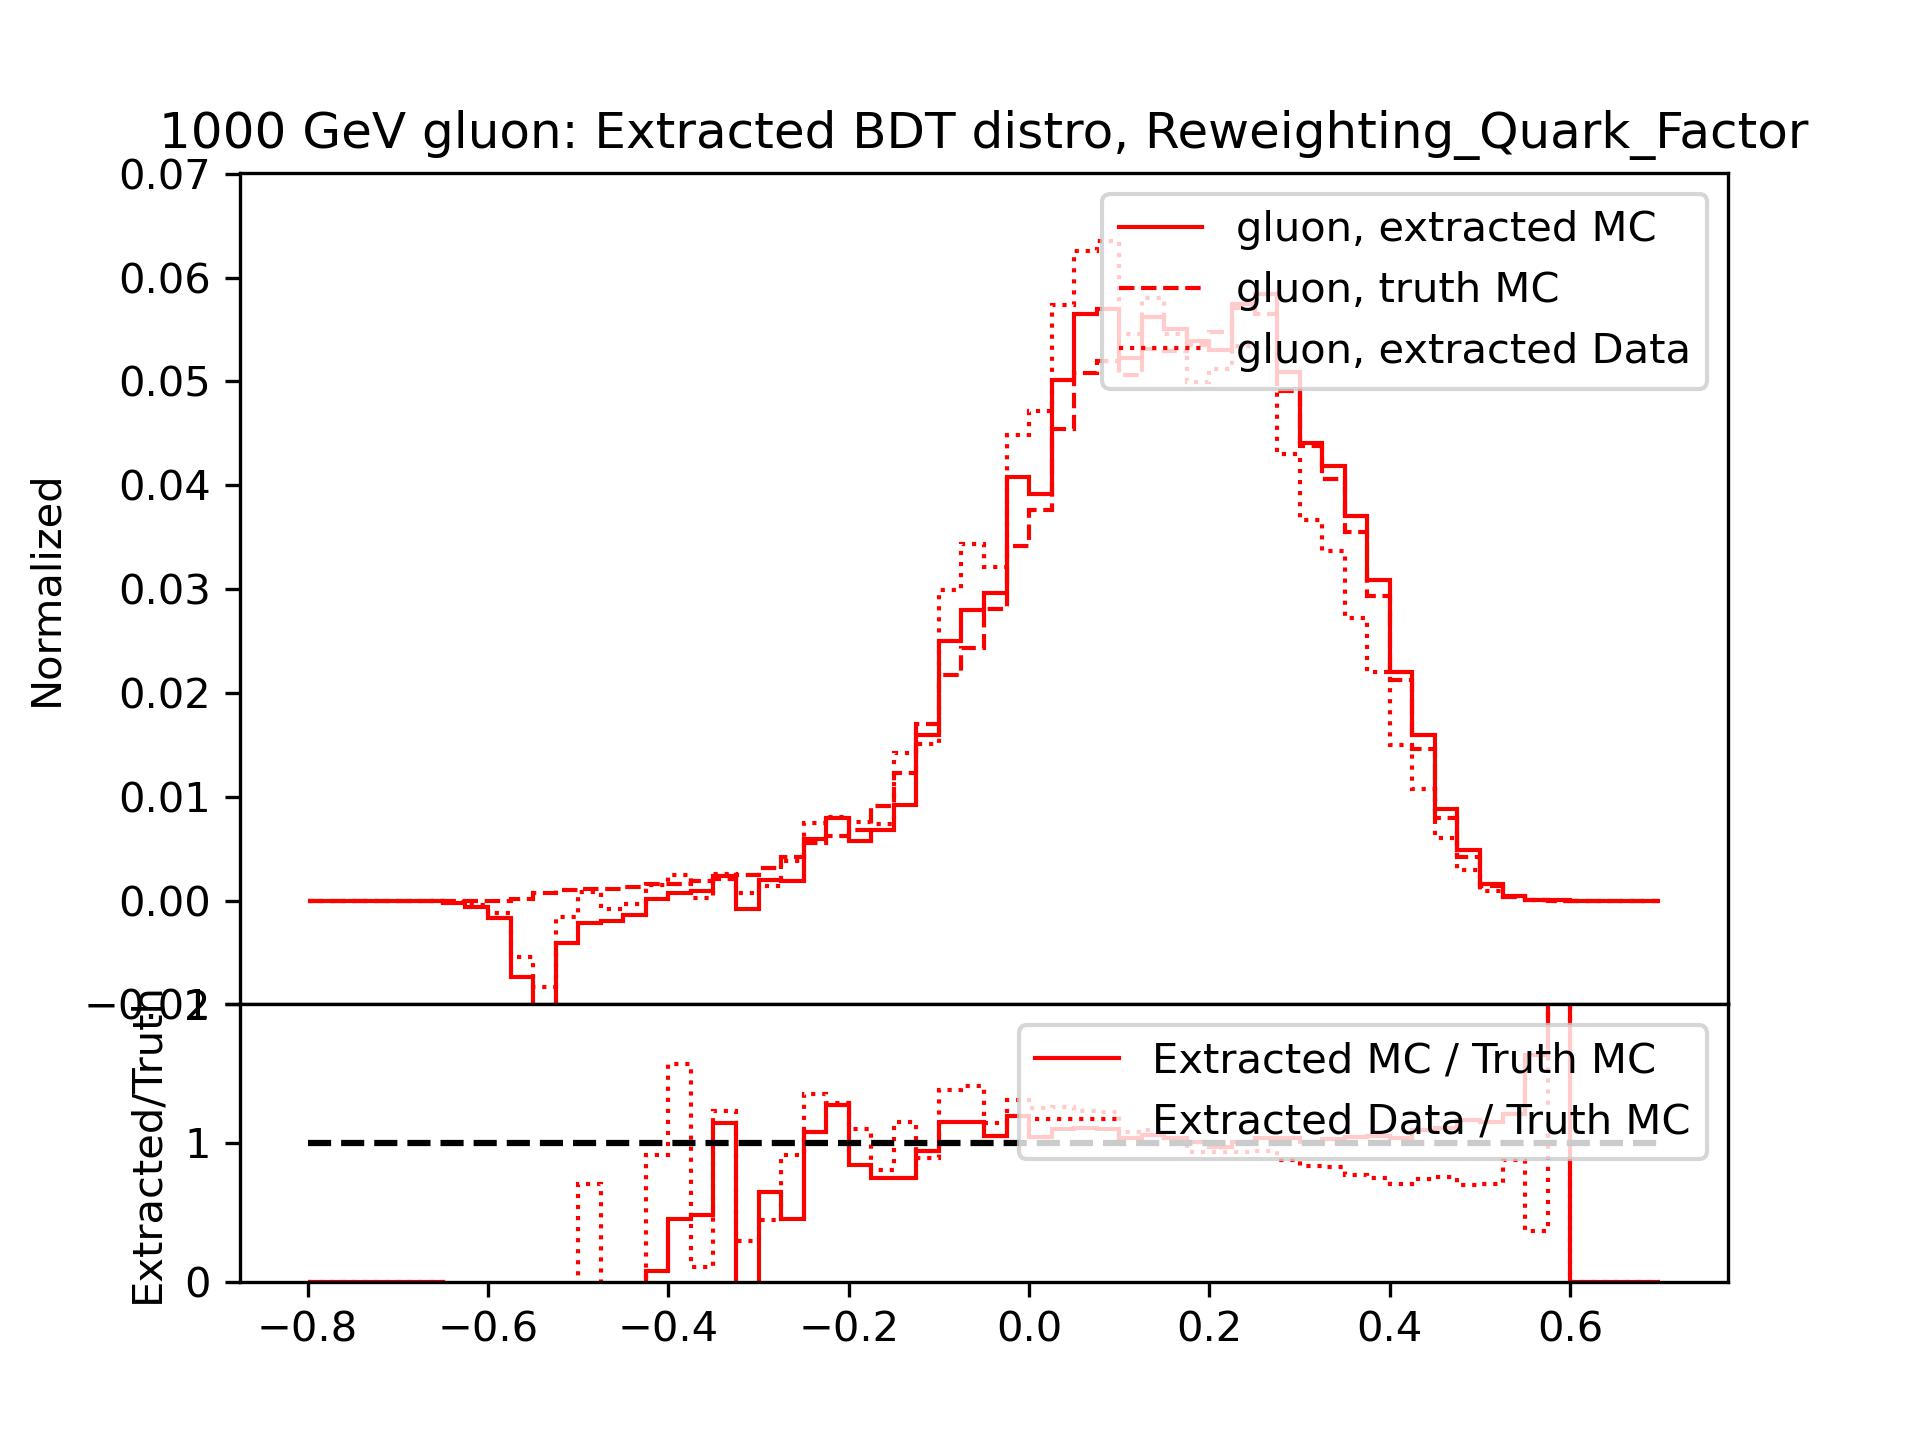 1000 GeV gluon: Extracted BDT distro, Reweighting_Quark_Factor
0.07
0.06
0.05
0.04
0.03
0.02
0.01
0.00
−0.01
Normalized
gluon, extracted MC
gluon, truth MC
gluon, extracted Data
2
1
0
Extracted/Truth
Extracted MC / Truth MC
Extracted Data / Truth MC
−0.8 −0.6 −0.4 −0.2 0.0 0.2 0.4 0.6